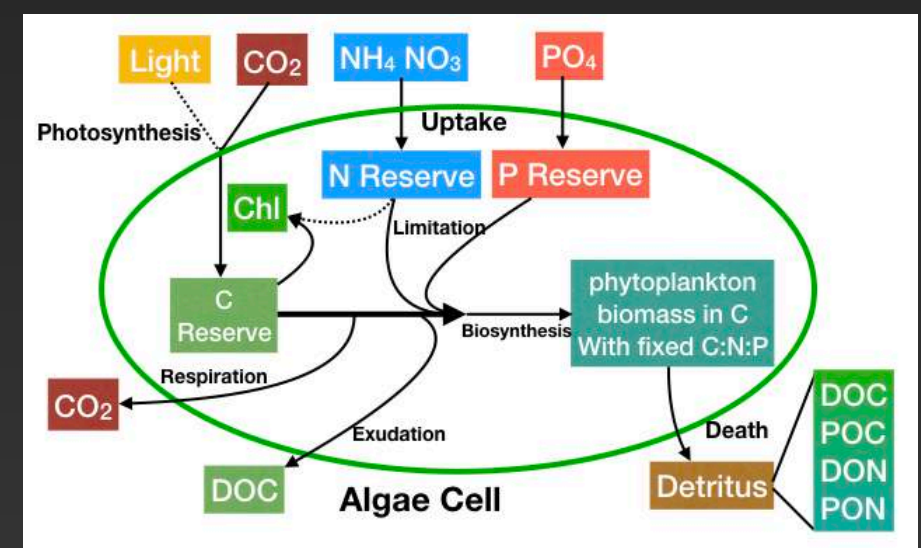 Light
CO₂
NH₄ NO₃
PO₄
Photosynthesis
Uptake
N Reserve
P Reserve
Chl
Limitation
C
Reserve
phytoplankton
biomass in C
With fixed C:N:P
Biosynthesis
Respiration
CO₂
Exudation
DOC
Algae Cell
Death
Detritus
DOC
POC
DON
PON